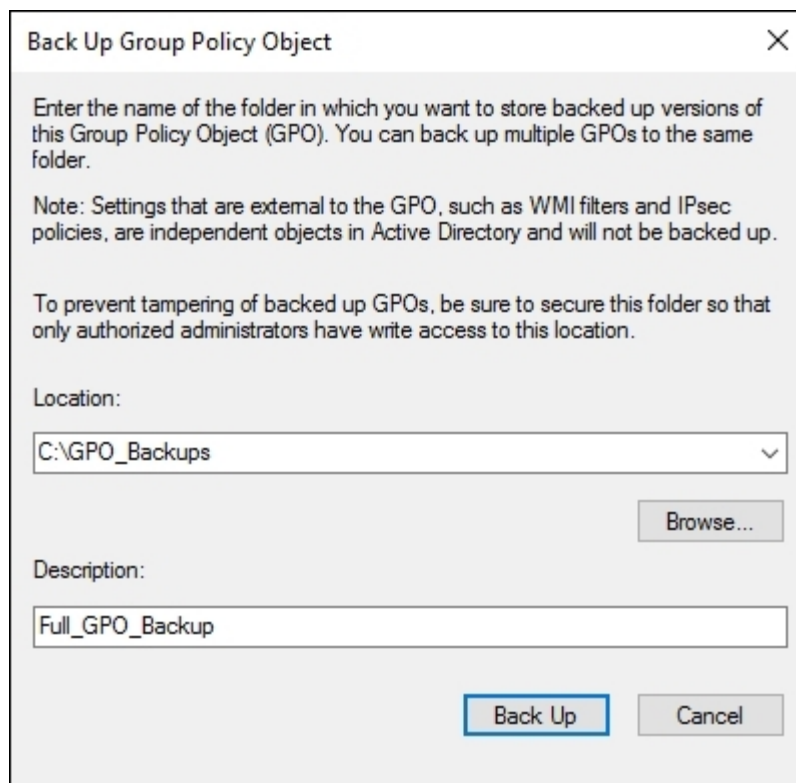 Back Up Group Policy Object
Enter the name of the folder in which you want to store backed up versions of
this Group Policy Object (GPO). You can back up multiple GPOs to the same
folder.
Note: Settings that are external to the GPO, such as WMI filters and IPsec
policies, are independent objects in Active Directory and will not be backed up.
To prevent tampering of backed up GPOs, be sure to secure this folder so that
only authorized administrators have write access to this location.
Location:
C:\GPO_Backups
Browse...
Description:
Full_GPO_Backup
Back Up
Cancel